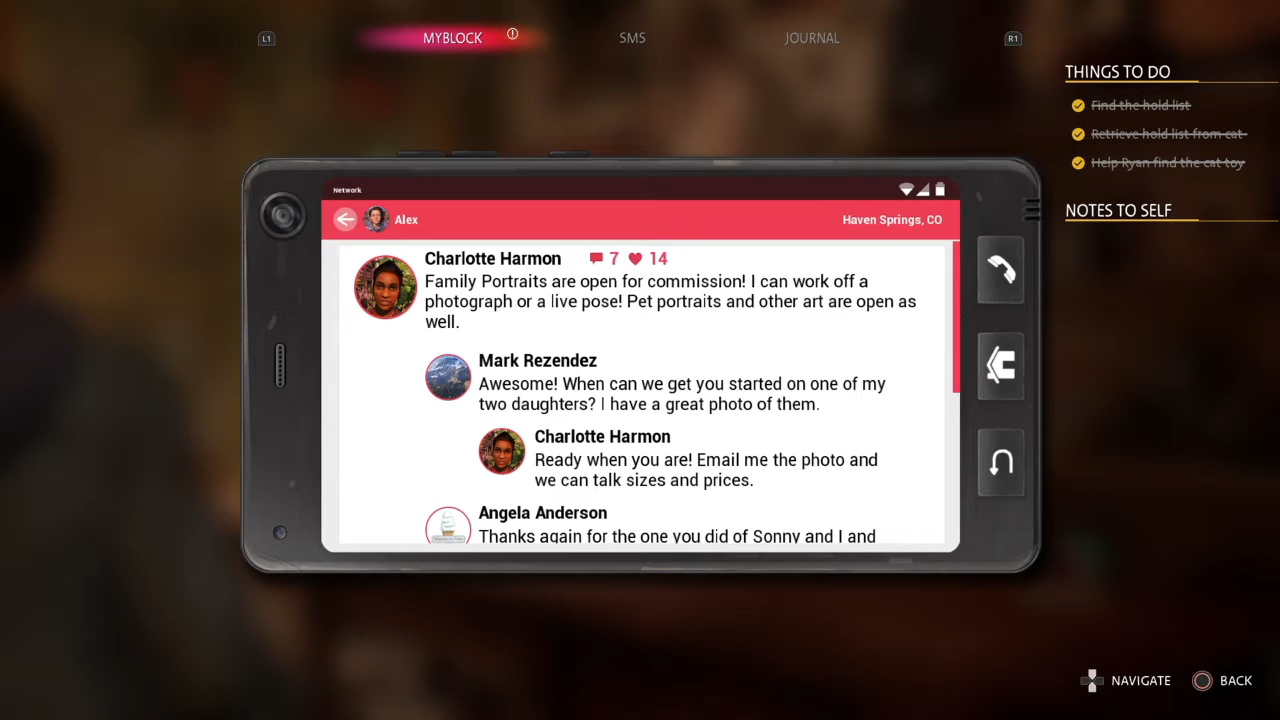 L1
MYBLOCK
SMS
JOURNAL
R1
THINGS TO DO
Find the hold list
Retrieve hold list from cat
Help Ryan find the cat toy
NOTES TO SELF
Network
Alex
Haven Springs, CO
Charlotte Harmon 7 14
Family Portraits are open for commission! I can work off a
photograph or a live pose! Pet portraits and other art are open as
well.
Mark Rezendez
Awesome! When can we get you started on one of my
two daughters? I have a great photo of them.
Charlotte Harmon
Ready when you are! Email me the photo and
we can talk sizes and prices.
Angela Anderson
Thanks again for the one you did of Sonny and I and
NAVIGATE
BACK